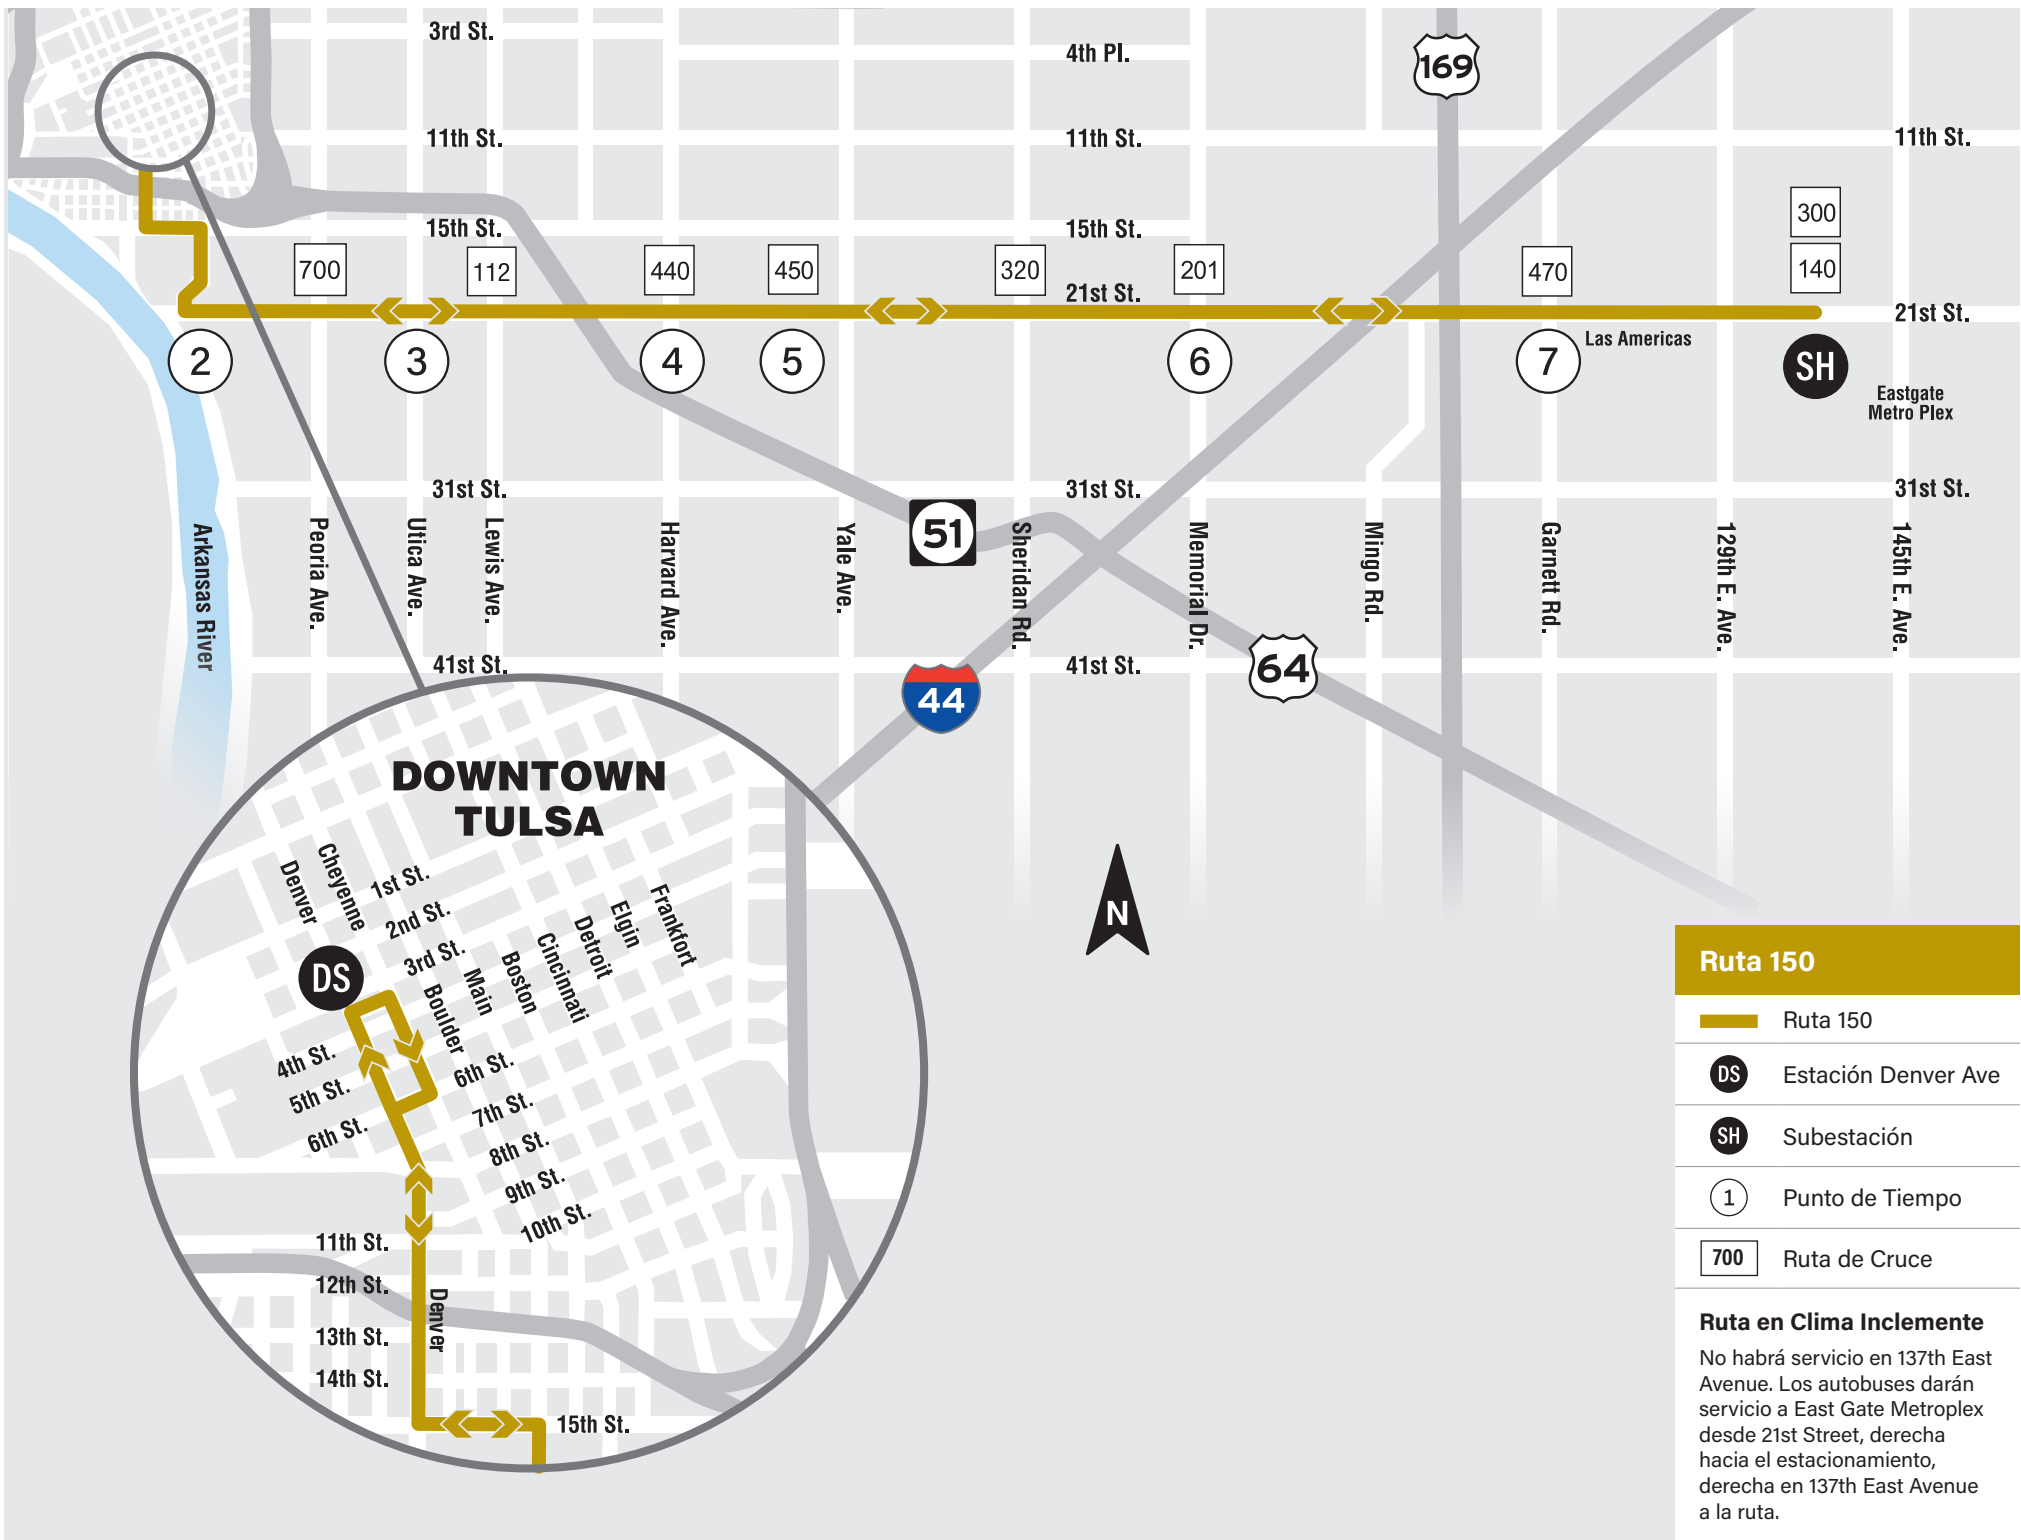 3rd St.
4th Pl.
169
11th St.
11th St.
11th St.
15th St.
15th St.
300
700
112
440
450
320
201
470
140
21st St.
21st St.
2
3
4
5
6
7
Las Americas
SH
Eastgate
Metro Plex
31st St.
31st St.
31st St.
Arkansas River
Peoria Ave.
Utica Ave.
Lewis Ave.
Harvard Ave.
Yale Ave.
51
Sheridan Rd.
Memorial Dr.
Mingo Rd.
Garnett Rd.
129th E. Ave.
145th E. Ave.
41st St.
41st St.
64
44
DOWNTOWN
TULSA
Denver
Cheyenne
1st St.
2nd St.
3rd St.
Boulder
Main
Boston
Cincinnati
Detroit
Elgin
Frankfort
DS
4th St.
5th St.
6th St.
6th St.
7th St.
8th St.
9th St.
10th St.
11th St.
12th St.
13th St.
14th St.
Denver
15th St.
N
Ruta 150
Ruta 150
DS Estación Denver Ave
SH Subestación
1 Punto de Tiempo
700 Ruta de Cruce
Ruta en Clima Inclemente
No habrá servicio en 137th East
Avenue. Los autobuses darán
servicio a East Gate Metroplex
desde 21st Street, derecha
hacia el estacionamiento,
derecha en 137th East Avenue
a la ruta.